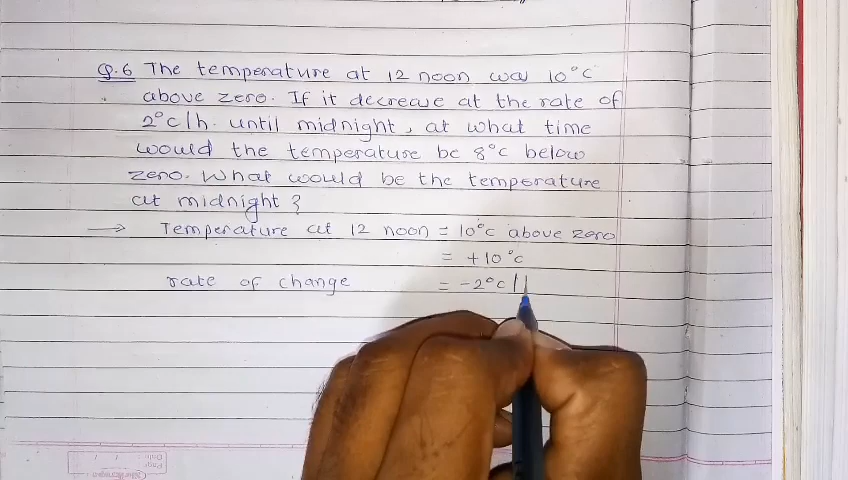 Q.6 The temperature at 12 noon was 10°C
above zero. If it decrease at the rate of
2°C/h. until midnight, at what time
would the temperature be 8°C below
zero. What would be the temperature
at midnight?
→ Temperature at 12 noon = 10°C above zero
= +10°C
rate of change = -2°C/